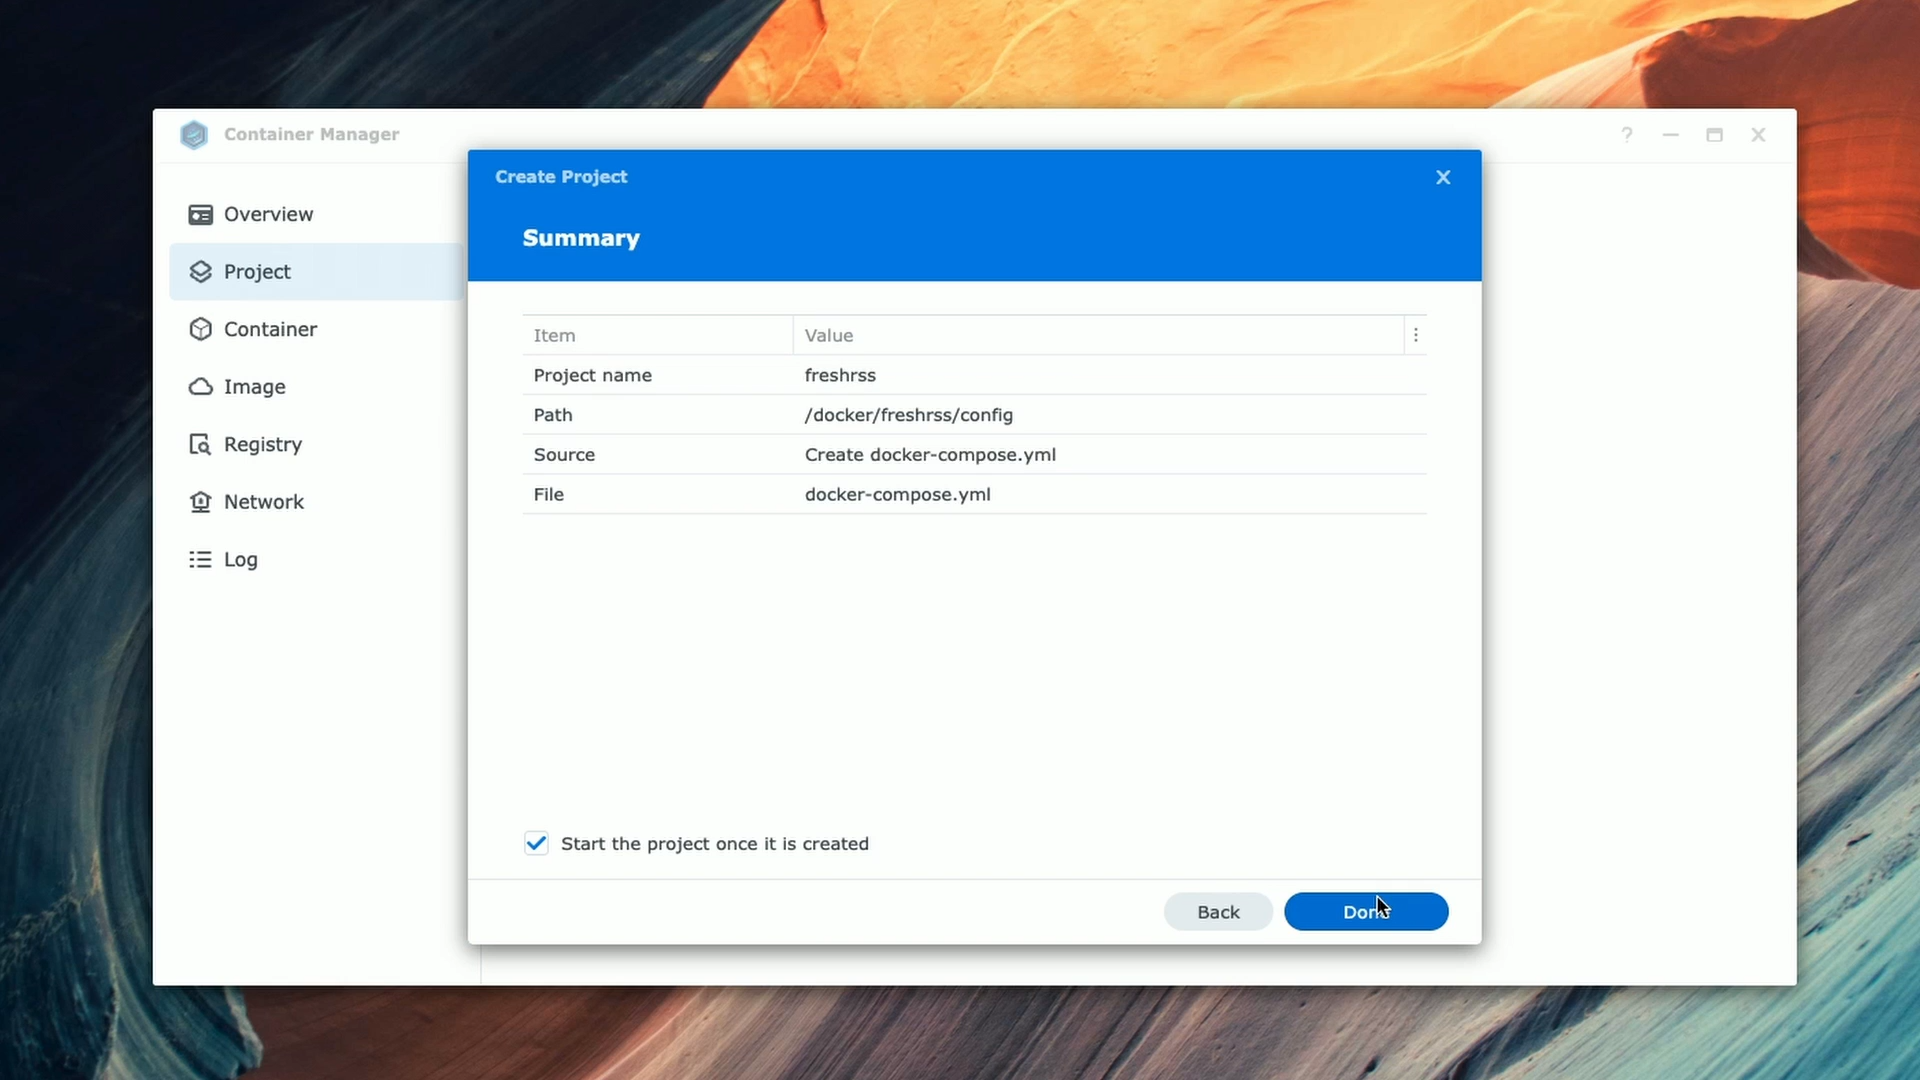 Container Manager
?
Create Project
Summary
Overview
Project
Container
Image
Registry
Network
Log
Item Value
Project name freshrss
Path /docker/freshrss/config
Source Create docker-compose.yml
File docker-compose.yml
Start the project once it is created
Back Done